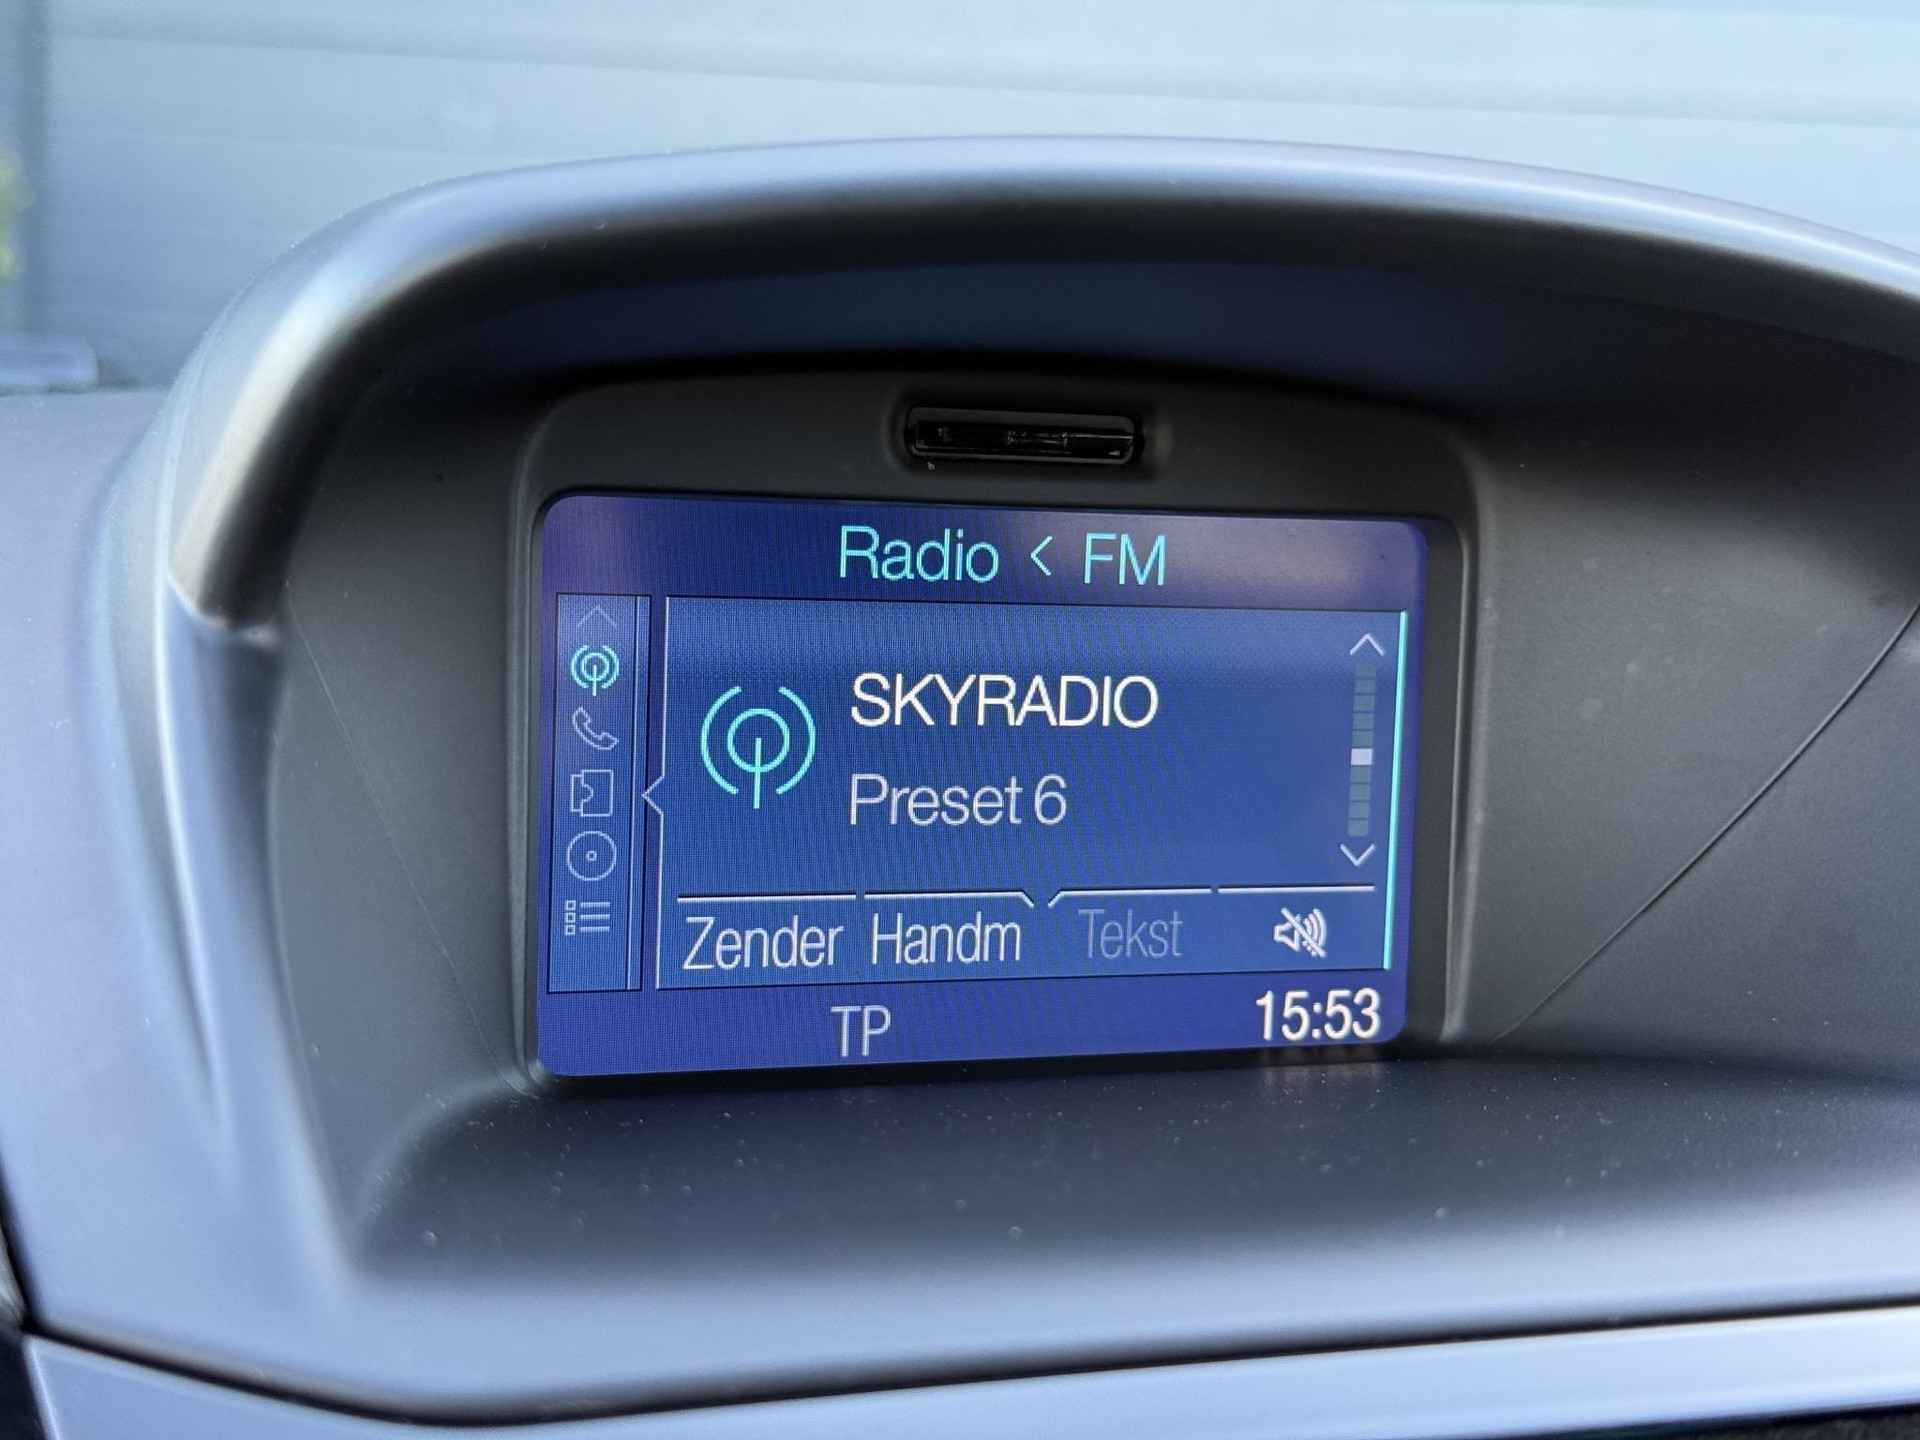 Radio < FM
SKYRADIO
Preset 6
Zender Handm Tekst
TP 15:53